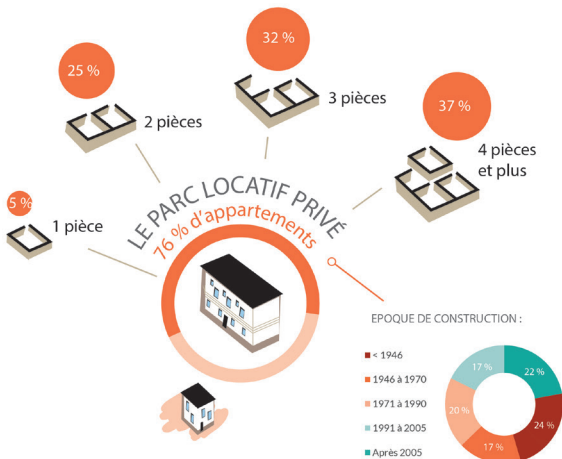 32 %
25 %
37 %
3 pièces
2 pièces
4 pièces
et plus
5 %
1 pièce
LE PARC LOCATIF PRIVÉ
76 % d'appartements
EPOQUE DE CONSTRUCTION :
< 1946
1946 à 1970
1971 à 1990
1991 à 2005
Après 2005
17 %
22 %
20 %
24 %
17 %